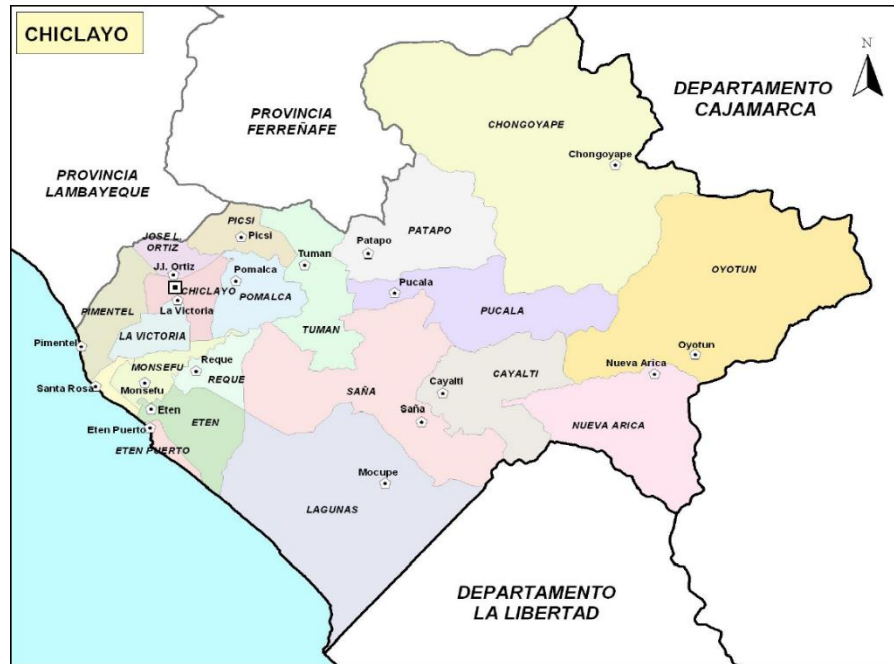 CHICLAYO
N
DEPARTAMENTO
CAJAMARCA
PROVINCIA
FERREÑAFE
CHONGOYAPE
Chongoyape
PROVINCIA
LAMBAYEQUE
PICSI
Picsi
JOSE L.
ORTIZ
PATAPO
Patapo
Tuman
J.l. Ortiz
Pomalca
CHICLAYO
POMALCA
La Victoria
Pucala
PUCALA
OYOTUN
Oyotun
PIMENTEL
LA VICTORIA
TUMAN
Pimentel
Reque
REQUE
MONSEFU
Monsefu
Santa Rosa
Nueva Arica
CAYALTI
Cayalti
SAÑA
Saña
Eten
ETEN
Eten Puerto
ETEN PUERTO
NUEVA ARICA
Mocupe
LAGUNAS
DEPARTAMENTO
LA LIBERTAD